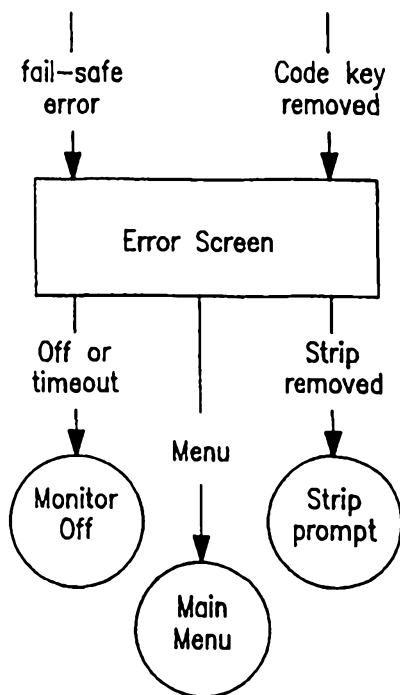 fail-safe
error
Code key
removed
Error Screen
Off or
timeout
Menu
Strip
removed
Monitor
Off
Main
Menu
Strip
prompt